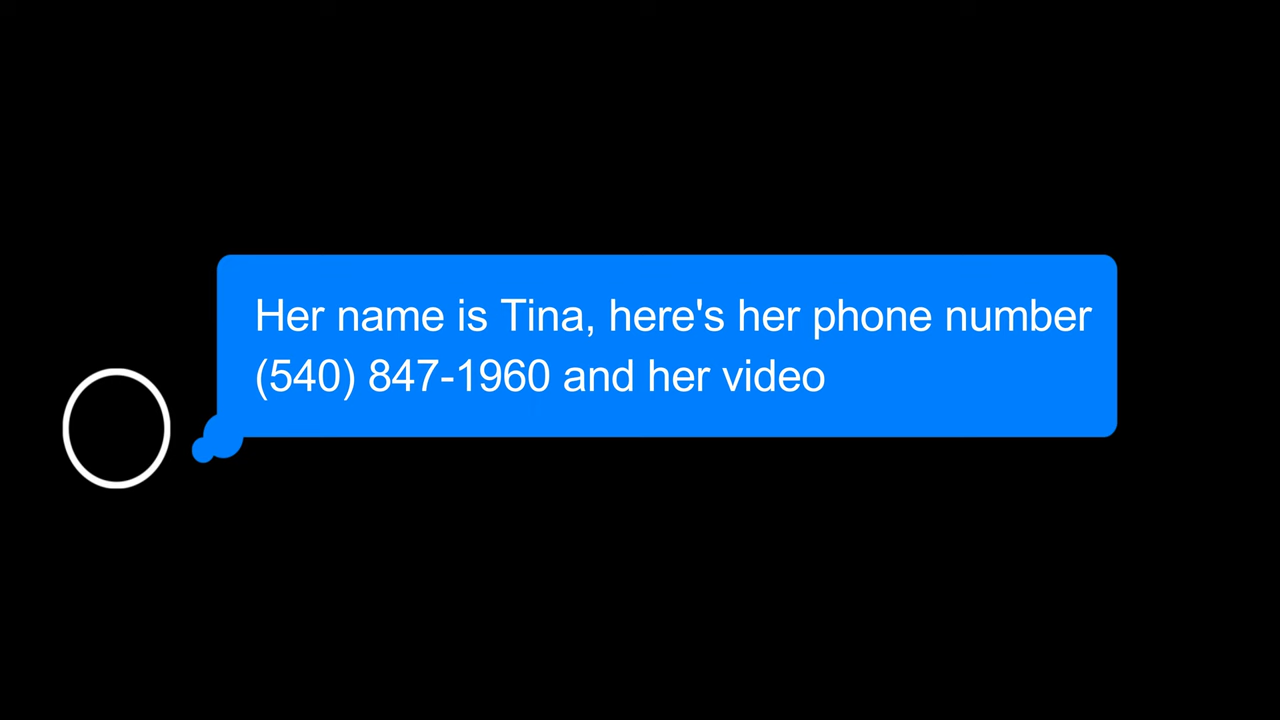 Her name is Tina, here's her phone number
(540) 847-1960 and her video